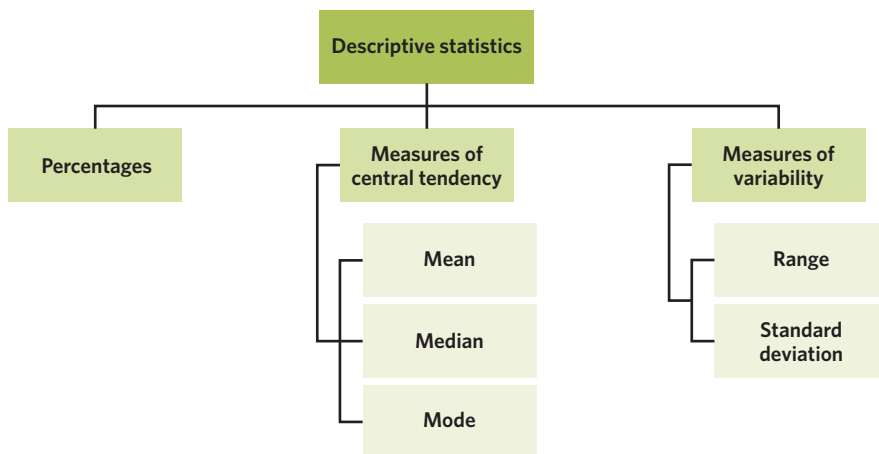 Descriptive statistics
Percentages
Measures of
central tendency
Mean
Median
Mode
Measures of
variability
Range
Standard
deviation